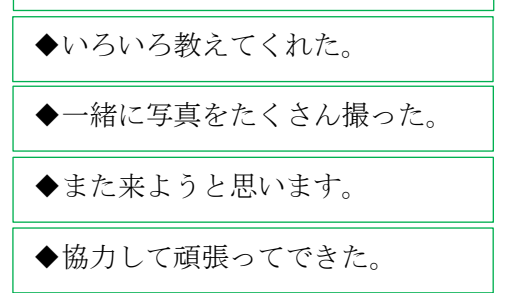 ◆いろいろ教えてくれた。
◆一緒に写真をたくさん撮った。
◆また来ようと思います。
◆協力して頑張ってできた。